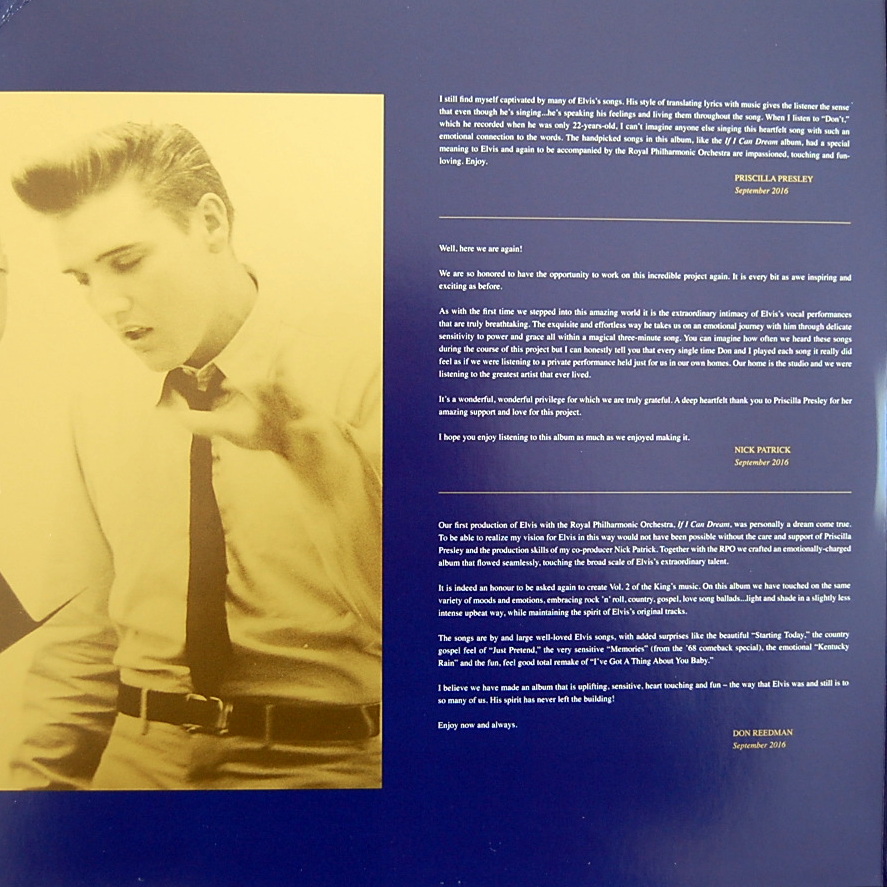 I still find myself captivated by many of Elvis's songs. His style of translating lyrics with music gives the listener the sense
that even though he's singing...he's speaking his feelings and living them throughout the song. When I listen to "Don't,"
which he recorded when he was only 22-years-old, I can't imagine anyone else singing this heartfelt song with such an
emotional connection to the words. The handpicked songs in this album, like the If I Can Dream album, had a special
meaning to Elvis and again to be accompanied by the Royal Philharmonic Orchestra are impassioned, touching and fun-
loving. Enjoy.
PRISCILLA PRESLEY
September 2016
Well, here we are again!
We are so honored to have the opportunity to work on this incredible project again. It is every bit as awe inspiring and
exciting as before.
As with the first time we stepped into this amazing world it is the extraordinary intimacy of Elvis's vocal performances
that are truly breathtaking. The exquisite and effortless way he takes us on an emotional journey with him through delicate
sensitivity to power and grace all within a magical three-minute song. You can imagine how often we heard these songs
during the course of this project but I can honestly tell you that every single time Don and I played each song it really did
feel as if we were listening to a private performance held just for us in our own homes. Our home is the studio and we were
listening to the greatest artist that ever lived.
It's a wonderful, wonderful privilege for which we are truly grateful. A deep heartfelt thank you to Priscilla Presley for her
amazing support and love for this project.
I hope you enjoy listening to this album as much as we enjoyed making it.
NICK PATRICK
September 2016
Our first production of Elvis with the Royal Philharmonic Orchestra, If I Can Dream, was personally a dream come true.
To be able to realize my vision for Elvis in this way would not have been possible without the care and support of Priscilla
Presley and the production skills of my co-producer Nick Patrick. Together with the RPO we crafted an emotionally-charged
album that flowed seamlessly, touching the broad scale of Elvis's extraordinary talent.
It is indeed an honour to be asked again to create Vol. 2 of the King's music. On this album we have touched on the same
variety of moods and emotions, embracing rock 'n' roll, country, gospel, love song ballads...light and shade in a slightly less
intense upbeat way, while maintaining the spirit of Elvis's original tracks.
The songs are by and large well-loved Elvis songs, with added surprises like the beautiful "Starting Today," the country
gospel feel of "Just Pretend," the very sensitive "Memories" (from the '68 comeback special), the emotional "Kentucky
Rain" and the fun, feel good total remake of "I've Got A Thing About You Baby."
I believe we have made an album that is uplifting, sensitive, heart touching and fun – the way that Elvis was and still is to
so many of us. His spirit has never left the building!
Enjoy now and always.
DON REEDMAN
September 2016